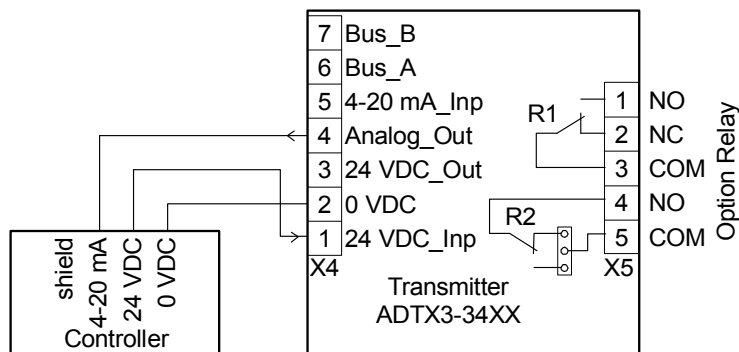 7 Bus_B
6 Bus_A
5 4-20 mA_Inp
4 Analog_Out
3 24 VDC_Out
2 0 VDC
1 24 VDC_Inp
X4
R1
1 NO
2 NC
3 COM
R2
4 NO
5 COM
X5
Option Relay
Transmitter
ADTX3-34XX
shield
4-20 mA
24 VDC
0 VDC
Controller